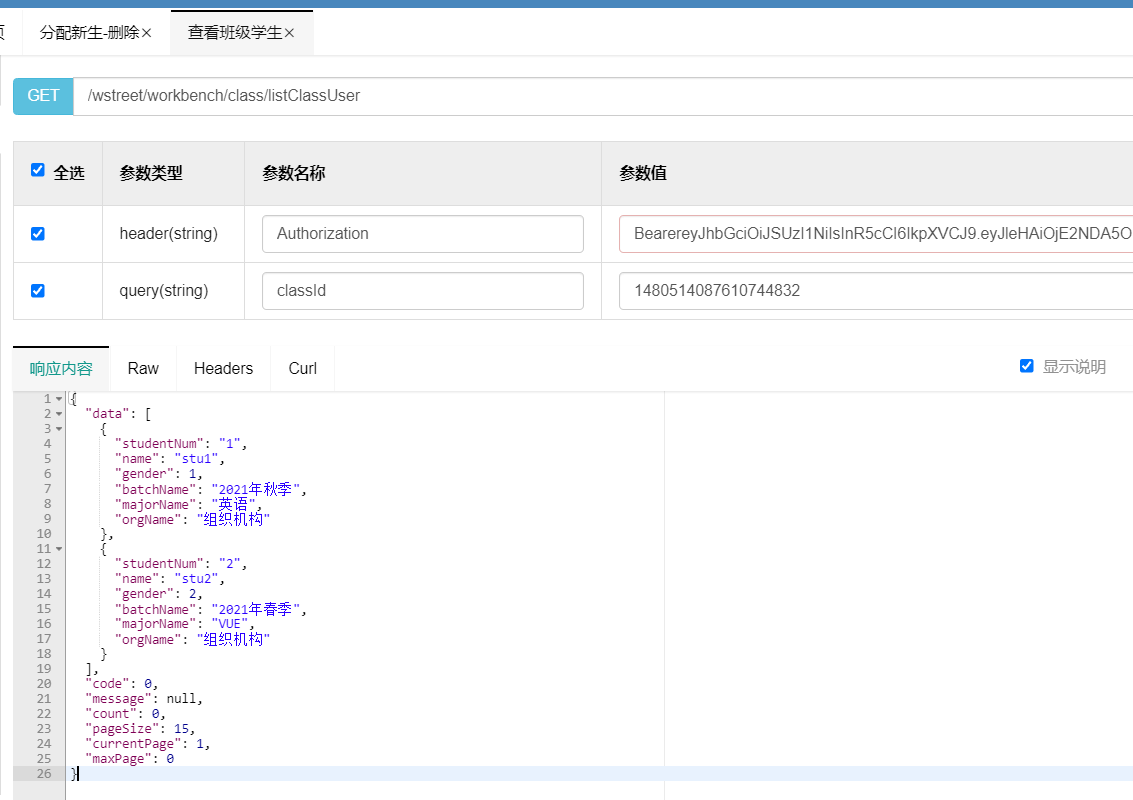 分配新生-删除×
查看班级学生×
GET /wstreet/workbench/class/listClassUser
全选 参数类型 参数名称 参数值
header(string) Authorization BearereyJhbGciOiJSUzI1NiIsInR5cCI6IkpXVCJ9.eyJleHAiOjE2NDA5O
query(string) classId 1480514087610744832
响应内容 Raw Headers Curl 显示说明
1 {
2 "data": [
3 {
4 "studentNum": "1",
5 "name": "stu1",
6 "gender": 1,
7 "batchName": "2021年秋季",
8 "majorName": "英语",
9 "orgName": "组织机构"
10 },
11 {
12 "studentNum": "2",
13 "name": "stu2",
14 "gender": 2,
15 "batchName": "2021年春季",
16 "majorName": "VUE",
17 "orgName": "组织机构"
18 }
19 ],
20 "code": 0,
21 "message": null,
22 "count": 0,
23 "pageSize": 15,
24 "currentPage": 1,
25 "maxPage": 0
26 }